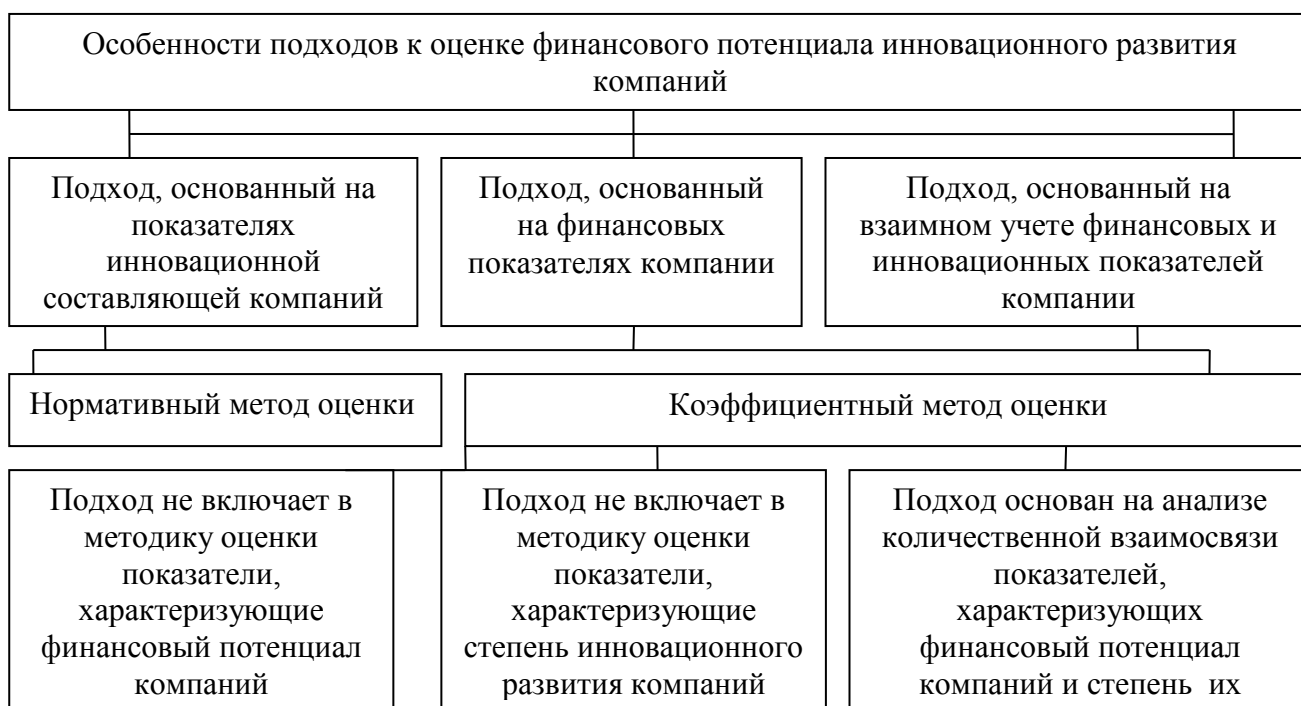 Особенности подходов к оценке финансового потенциала инновационного развития
компаний
Подход, основанный на
показателях
инновационной
составляющей компаний
Подход, основанный
на финансовых
показателях компании
Подход, основанный на
взаимном учете финансовых и
инновационных показателей
компании
Нормативный метод оценки
Коэффициентный метод оценки
Подход не включает в
методику оценки
показатели,
характеризующие
финансовый потенциал
компаний
Подход не включает в
методику оценки
показатели,
характеризующие
степень инновационного
развития компаний
Подход основан на анализе
количественной взаимосвязи
показателей,
характеризующих
финансовый потенциал
компаний и степень их